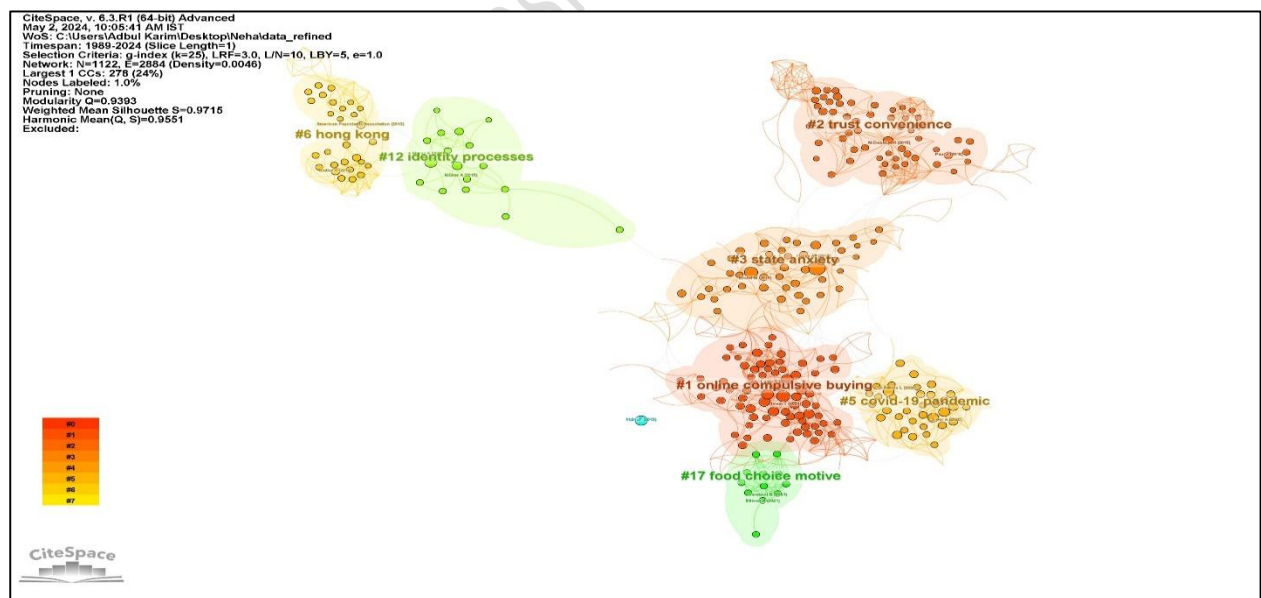 CiteSpace, v. 6.3.R1 (64-bit) Advanced
May 2, 2024, 10:05:41 AM IST
WoS: C:\Users\Adbul Karim\Desktop\Neha\data_refined
Timespan: 1989-2024 (Slice Length=1)
Selection Criteria: g-index (k=25), LRF=3.0, L/N=10, LBY=5, e=1.0
Network: N=1122, E=2884 (Density=0.0046)
Largest 1 CCs: 278 (24%)
Nodes Labeled: 1.0%
Pruning: None
Modularity Q=0.9393
Weighted Mean Silhouette S=0.9715
Harmonic Mean(Q, S)=0.9551
Excluded:
#6 hong kong
#12 identity processes
#2 trust convenience
#3 state anxiety
#1 online compulsive buying
#5 covid-19 pandemic
#17 food choice motive
#0
#1
#2
#3
#4
#5
#6
#7
CiteSpace